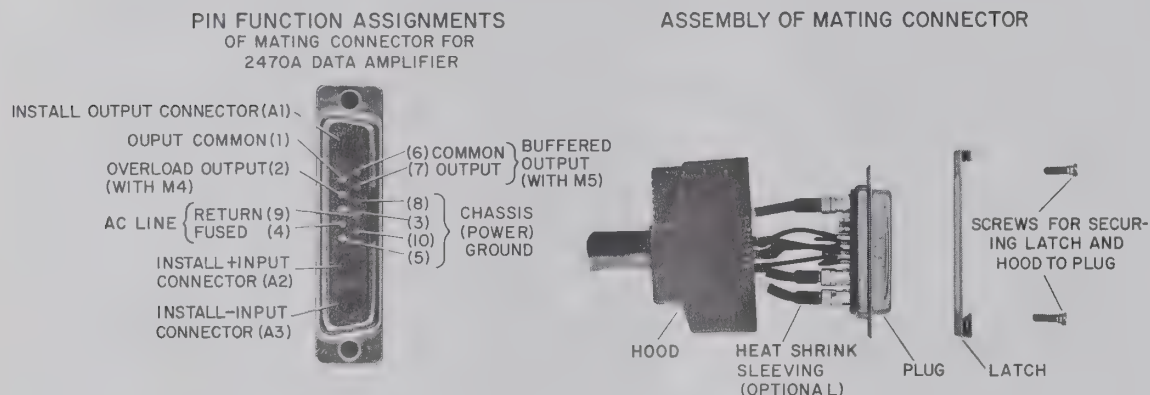 PIN FUNCTION ASSIGNMENTS
OF MATING CONNECTOR FOR
2470A DATA AMPLIFIER
INSTALL OUTPUT CONNECTOR (A1)
OUPUT COMMON (1)
OVERLOAD OUTPUT (2)
(WITH M4)
AC LINE
RETURN (9)
FUSED (4)
INSTALL+INPUT
CONNECTOR (A2)
INSTALL-INPUT
CONNECTOR (A3)
(6) COMMON
(7) OUTPUT
BUFFERED
OUTPUT
(WITH M5)
(8)
(3)
(10)
(5)
CHASSIS
(POWER)
GROUND
ASSEMBLY OF MATING CONNECTOR
HOOD
HEAT SHRINK
SLEEVING
(OPTIONAL)
PLUG
LATCH
SCREWS FOR SECUR-
ING LATCH AND
HOOD TO PLUG